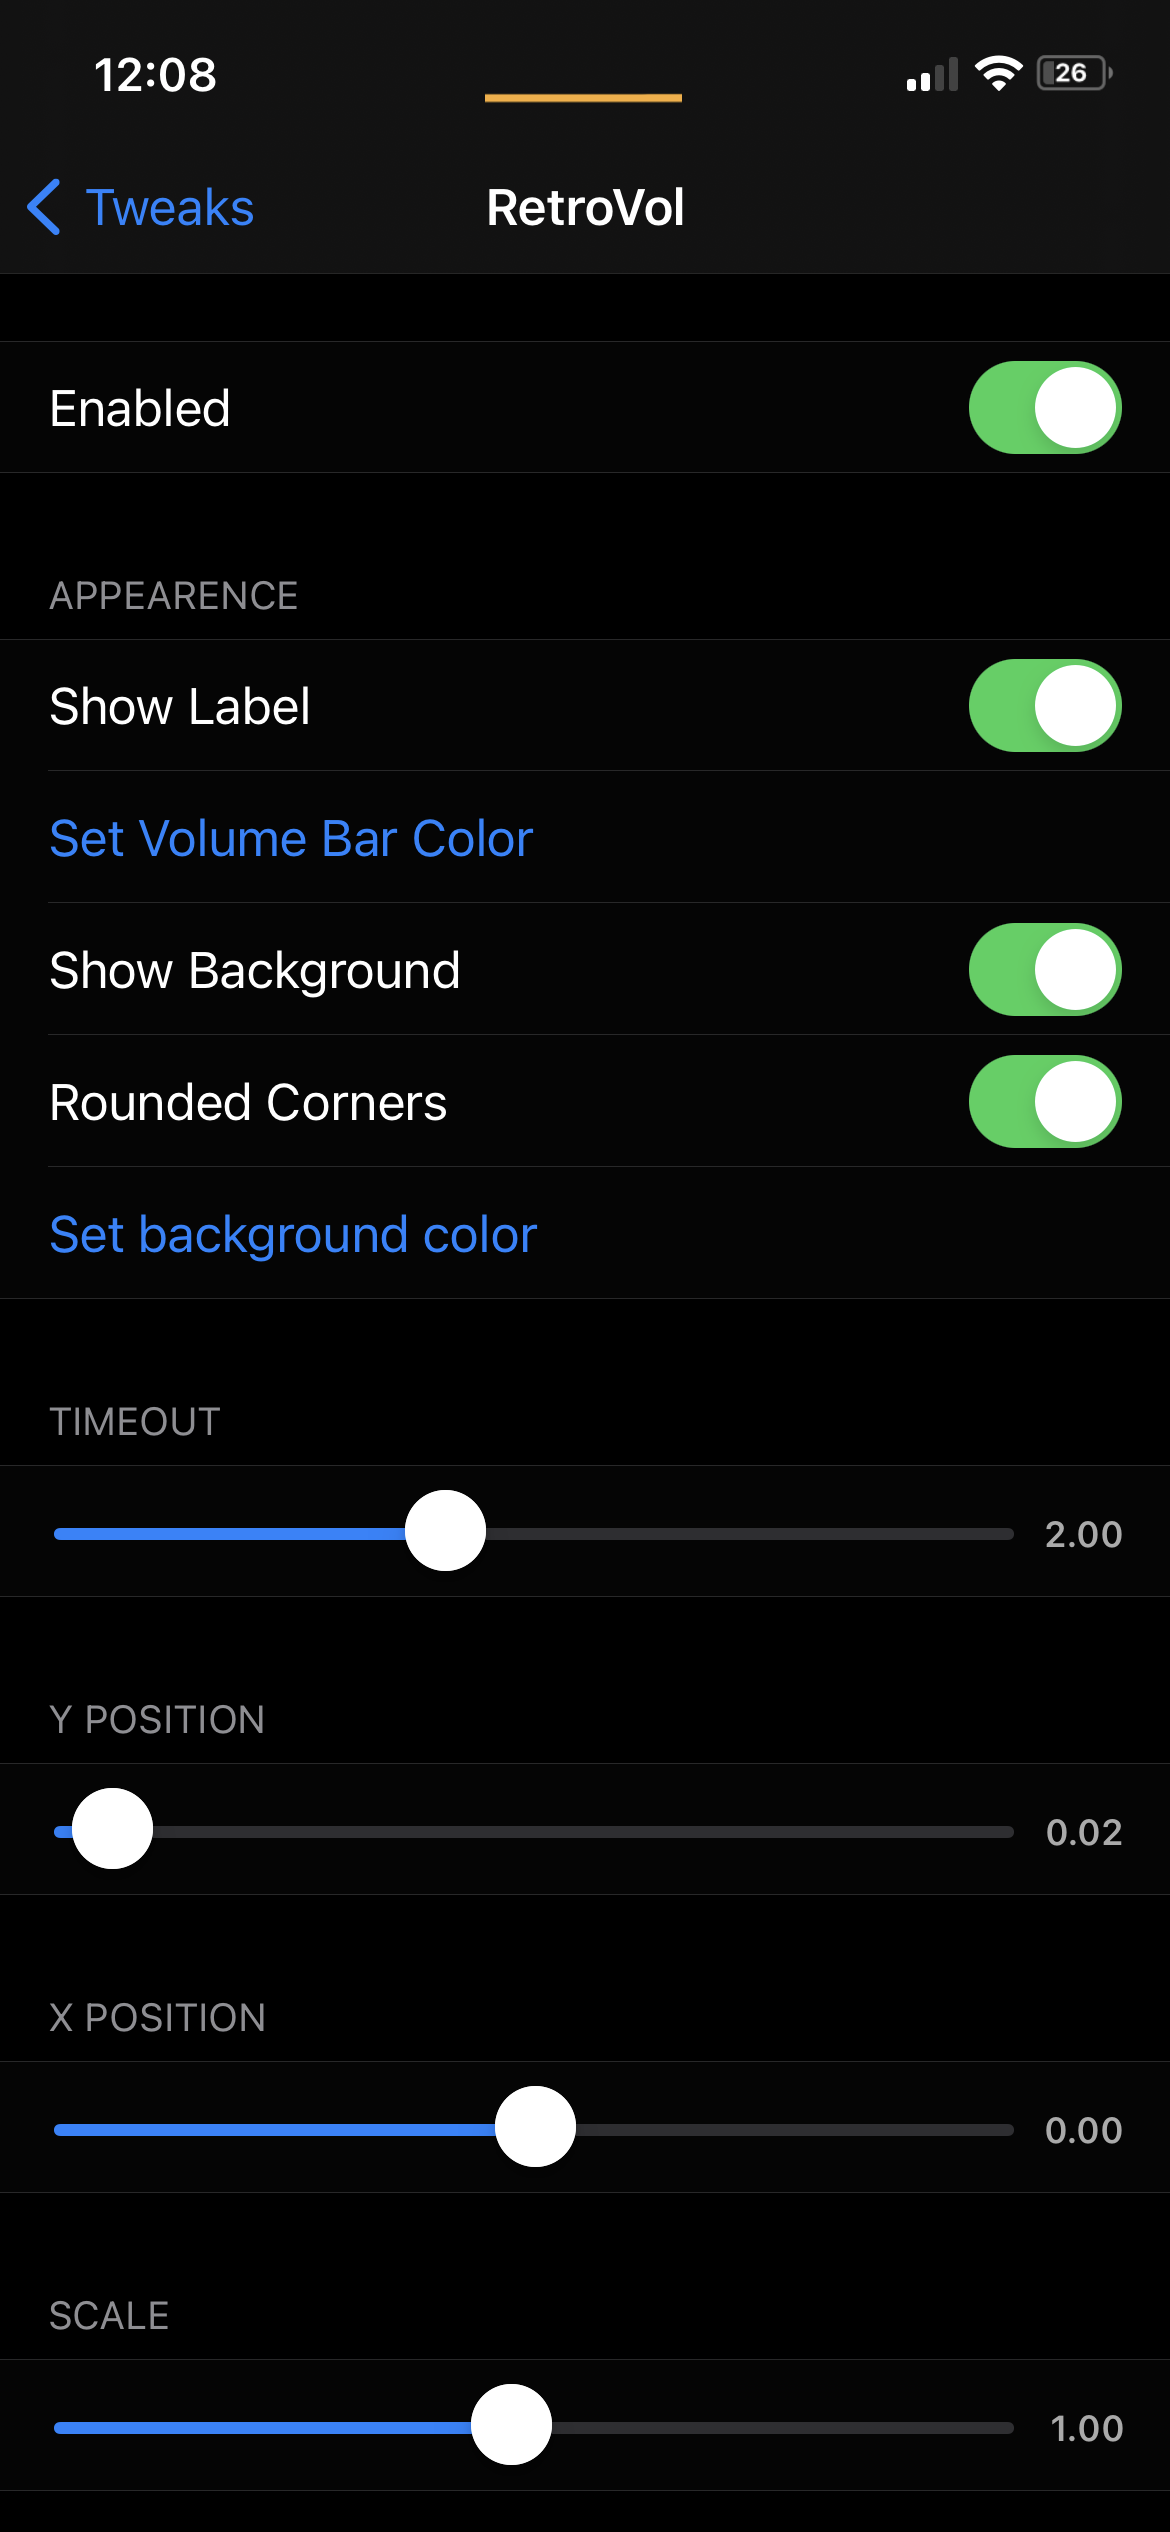 12:08
26
Tweaks
RetroVol
Enabled
APPEARENCE
Show Label
Set Volume Bar Color
Show Background
Rounded Corners
Set background color
TIMEOUT
2.00
Y POSITION
0.02
X POSITION
0.00
SCALE
1.00